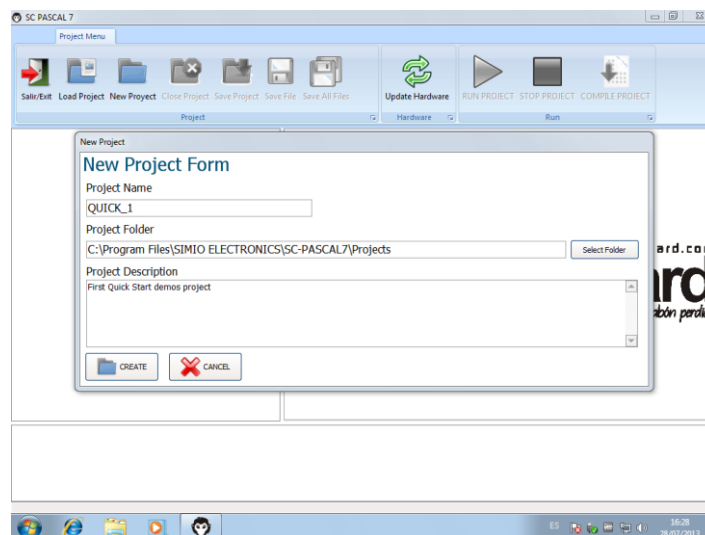 SC PASCAL 7
Project Menu
Salir/Exit Load Project New Proyect Close Project Save Project Save File Save All Files Update Hardware RUN PROJECT STOP PROJECT COMPILE PROJECT
Project Hardware Run
New Project
New Project Form
Project Name
QUICK_1
Project Folder
C:\Program Files\SIMIO ELECTRONICS\SC-PASCAL7\Projects
Select Folder
Project Description
First Quick Start demos project
CREATE CANCEL
ES 16:28
28/07/2013